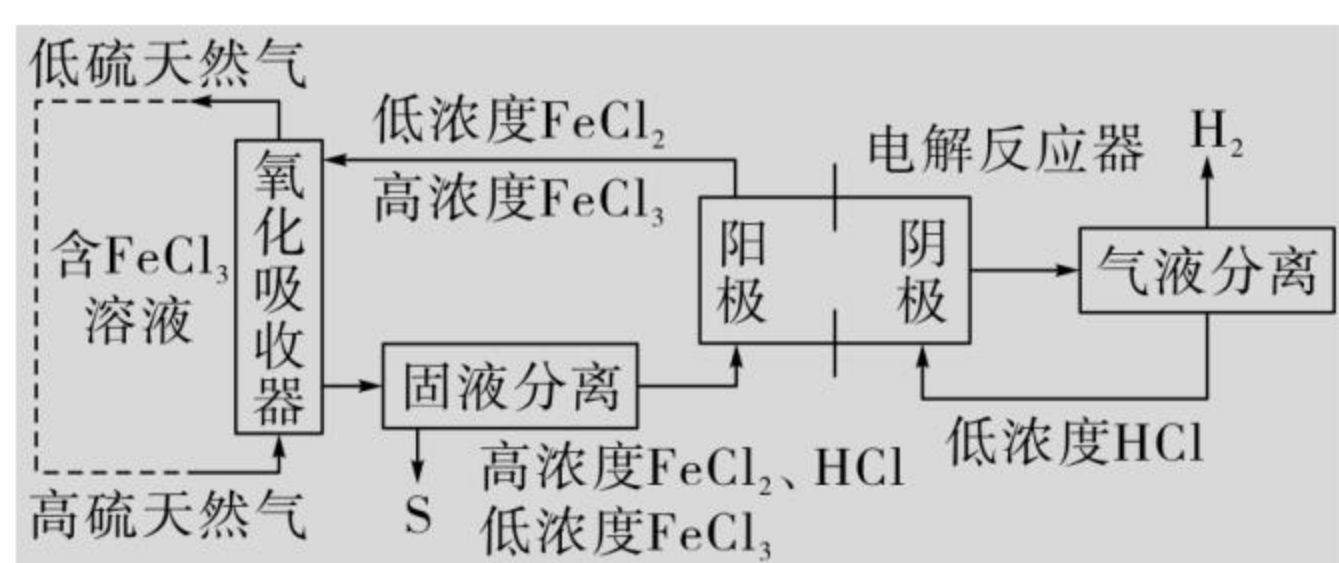 低硫天然气
低浓度FeCl₂
高浓度FeCl₃
电解反应器
H₂
氧化吸收器
含FeCl₃
溶液
阳极
阴极
气液分离
固液分离
低浓度HCl
高硫天然气
S
高浓度FeCl₂、HCl
低浓度FeCl₃